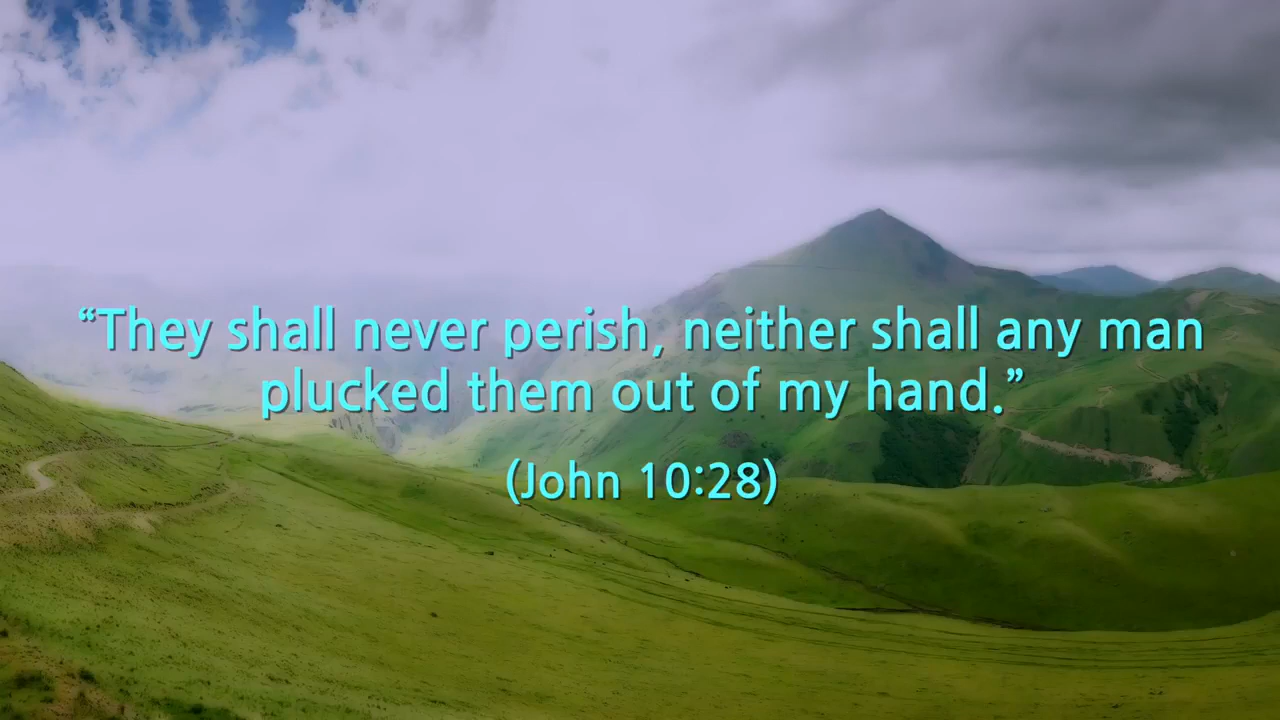 “They shall never perish, neither shall any man
plucked them out of my hand.”
(John 10:28)